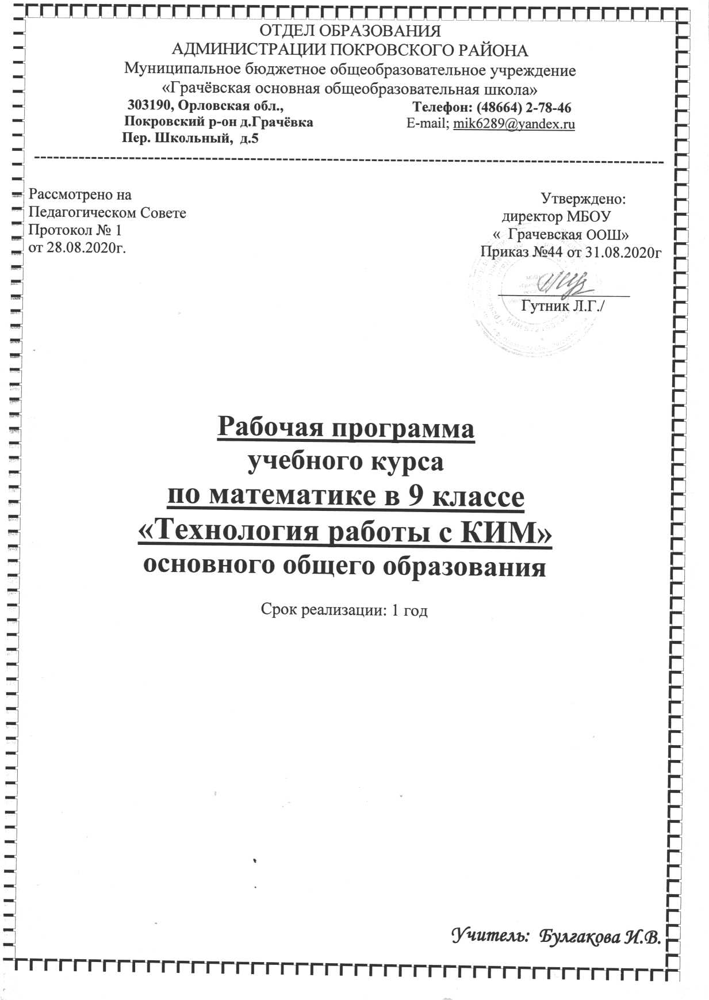 ОТДЕЛ ОБРАЗОВАНИЯ
АДМИНИСТРАЦИИ ПОКРОВСКОГО РАЙОНА
Муниципальное бюджетное общеобразовательное учреждение
«Грачёвская основная общеобразовательная школа»
303190, Орловская обл., Телефон: (48664) 2-78-46
Покровский р-он д.Грачёвка E-mail; mik6289@yandex.ru
Пер. Школьный, д.5
Рассмотрено на
Педагогическом Совете
Протокол № 1
от 28.08.2020г.
Утверждено:
директор МБОУ
« Грачевская ООШ»
Приказ №44 от 31.08.2020г
Гутник Л.Г./
Рабочая программа
учебного курса
по математике в 9 классе
«Технология работы с КИМ»
основного общего образования
Срок реализации: 1 год
Учитель: Булгакова И.В.